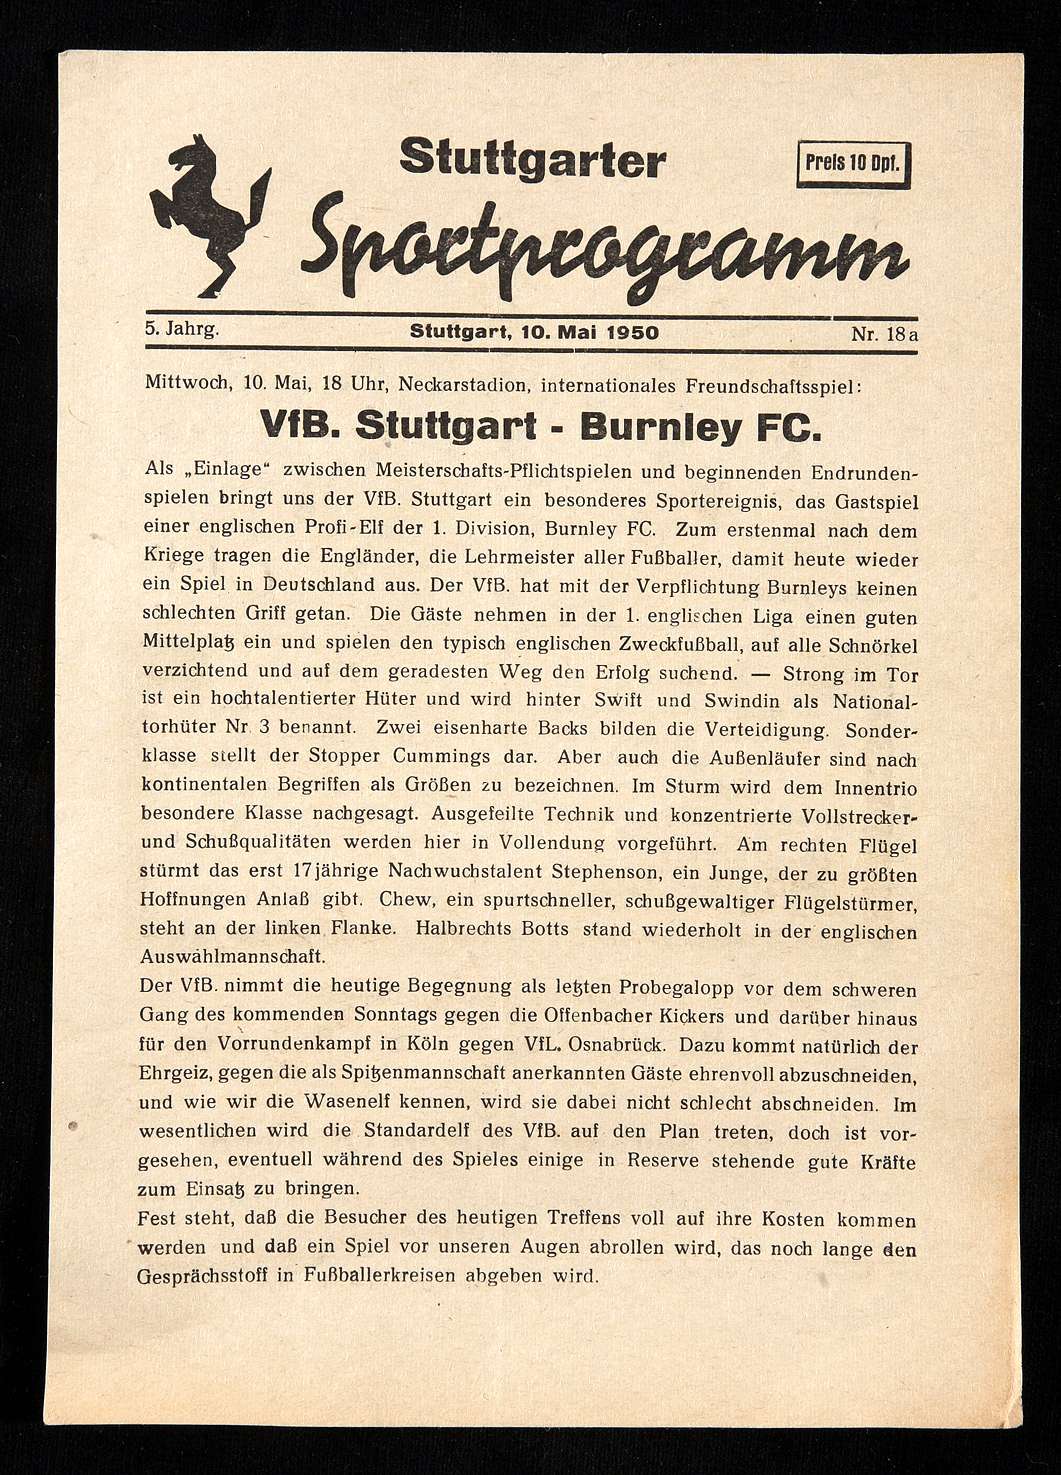 Stuttgarter
Preis 10 Dpf.
Sportprogramm
5. Jahrg.
Stuttgart, 10. Mai 1950
Nr. 18 a
Mittwoch, 10. Mai, 18 Uhr, Neckarstadion, internationales Freundschaftsspiel:
VfB. Stuttgart - Burnley FC.
Als „Einlage“ zwischen Meisterschafts-Pflichtspielen und beginnenden Endrunden-
spielen bringt uns der VfB. Stuttgart ein besonderes Sportereignis, das Gastspiel
einer englischen Profi-Elf der 1. Division, Burnley FC. Zum erstenmal nach dem
Kriege tragen die Engländer, die Lehrmeister aller Fußballer, damit heute wieder
ein Spiel in Deutschland aus. Der VfB. hat mit der Verpflichtung Burnleys keinen
schlechten Griff getan. Die Gäste nehmen in der 1. englischen Liga einen guten
Mittelplatz ein und spielen den typisch englischen Zweckfußball, auf alle Schnörkel
verzichtend und auf dem geradesten Weg den Erfolg suchend. — Strong im Tor
ist ein hochtalentierter Hüter und wird hinter Swift und Swindin als National-
torhüter Nr. 3 benannt. Zwei eisenharte Backs bilden die Verteidigung. Sonder-
klasse stellt der Stopper Cummings dar. Aber auch die Außenläufer sind nach
kontinentalen Begriffen als Größen zu bezeichnen. Im Sturm wird dem Innentrio
besondere Klasse nachgesagt. Ausgefeilte Technik und konzentrierte Vollstrecker-
und Schußqualitäten werden hier in Vollendung vorgeführt. Am rechten Flügel
stürmt das erst 17jährige Nachwuchstalent Stephenson, ein Junge, der zu größten
Hoffnungen Anlaß gibt. Chew, ein spurtschneller, schußgewaltiger Flügelstürmer,
steht an der linken Flanke. Halbrechts Botts stand wiederholt in der englischen
Auswahlmannschaft.
Der VfB. nimmt die heutige Begegnung als letzten Probegalopp vor dem schweren
Gang des kommenden Sonntags gegen die Offenbacher Kickers und darüber hinaus
für den Vorrundenkampf in Köln gegen VfL. Osnabrück. Dazu kommt natürlich der
Ehrgeiz, gegen die als Spitzenmannschaft anerkannten Gäste ehrenvoll abzuschneiden,
und wie wir die Wasenelf kennen, wird sie dabei nicht schlecht abschneiden. Im
wesentlichen wird die Standardelf des VfB. auf den Plan treten, doch ist vor-
gesehen, eventuell während des Spieles einige in Reserve stehende gute Kräfte
zum Einsatz zu bringen.
Fest steht, daß die Besucher des heutigen Treffens voll auf ihre Kosten kommen
werden und daß ein Spiel vor unseren Augen abrollen wird, das noch lange den
Gesprächsstoff in Fußballerkreisen abgeben wird.